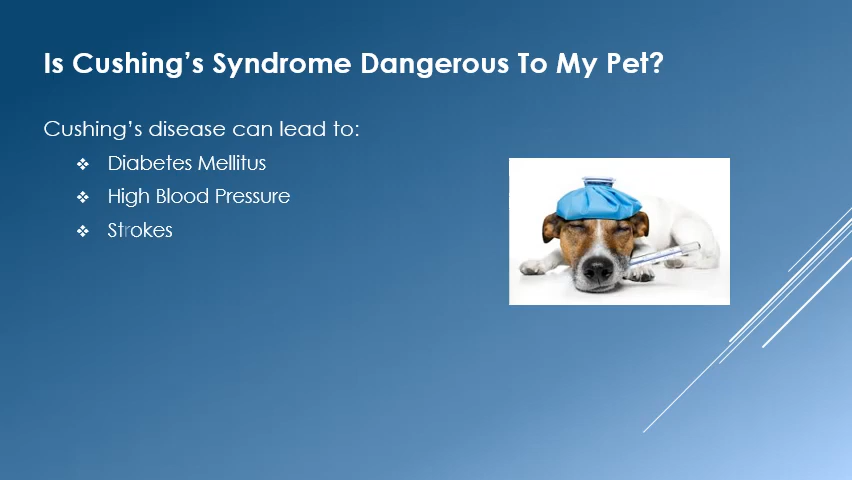 Is Cushing’s Syndrome Dangerous To My Pet?
Cushing’s disease can lead to:
❖ Diabetes Mellitus
❖ High Blood Pressure
❖ Strokes